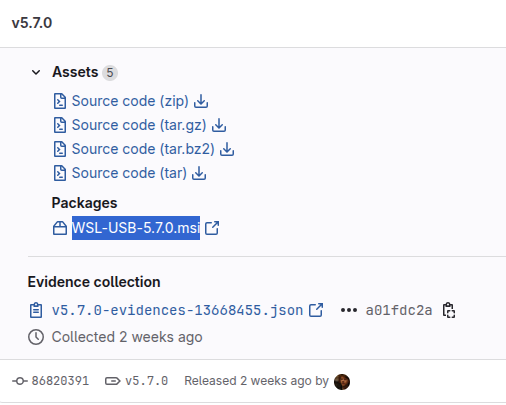 v5.7.0
Assets 5
Source code (zip)
Source code (tar.gz)
Source code (tar.bz2)
Source code (tar)
Packages
WSL-USB-5.7.0.msi
Evidence collection
v5.7.0-evidences-13668455.json ••• a01fdc2a
Collected 2 weeks ago
86820391 v5.7.0 Released 2 weeks ago by